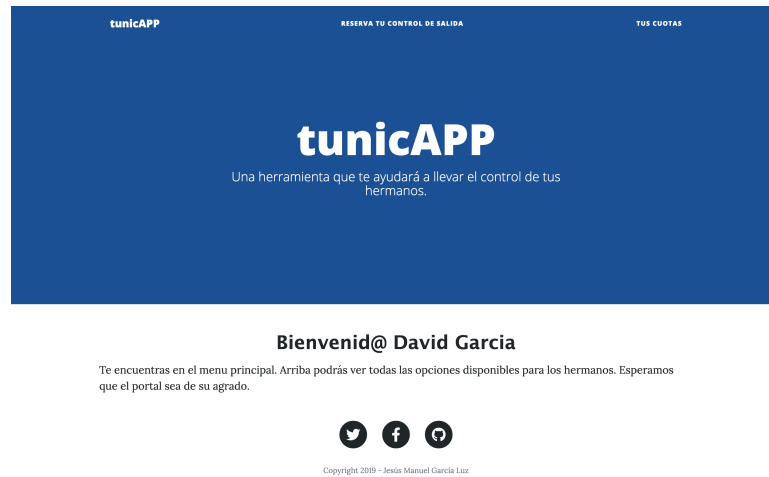 tunicAPP
RESERVA TU CONTROL DE SALIDA
TUS CUOTAS
tunicAPP
Una herramienta que te ayudará a llevar el control de tus
hermanos.
Bienvenid@ David Garcia
Te encuentras en el menu principal. Arriba podrás ver todas las opciones disponibles para los hermanos. Esperamos
que el portal sea de su agrado.
Copyright 2019 - Jesús Manuel García Luz